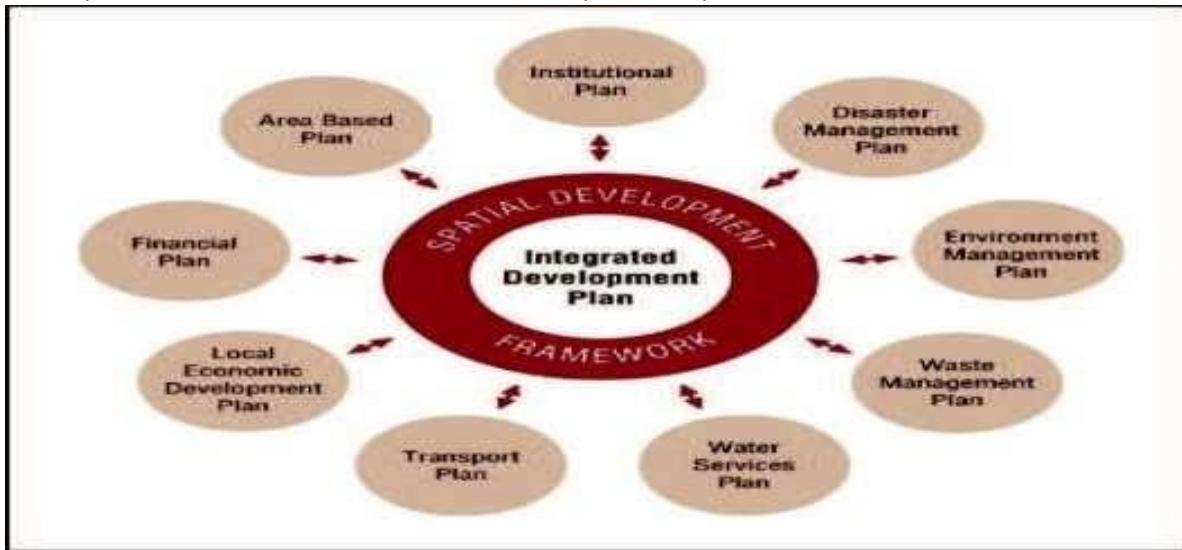 Institutional
Plan
Area Based
Plan
Disaster
Management
Plan
SPATIAL DEVELOPMENT
Financial
Plan
Integrated
Development
Plan
Environment
Management
Plan
FRAMEWORK
Local
Economic
Development
Plan
Waste
Management
Plan
Transport
Plan
Water
Services
Plan